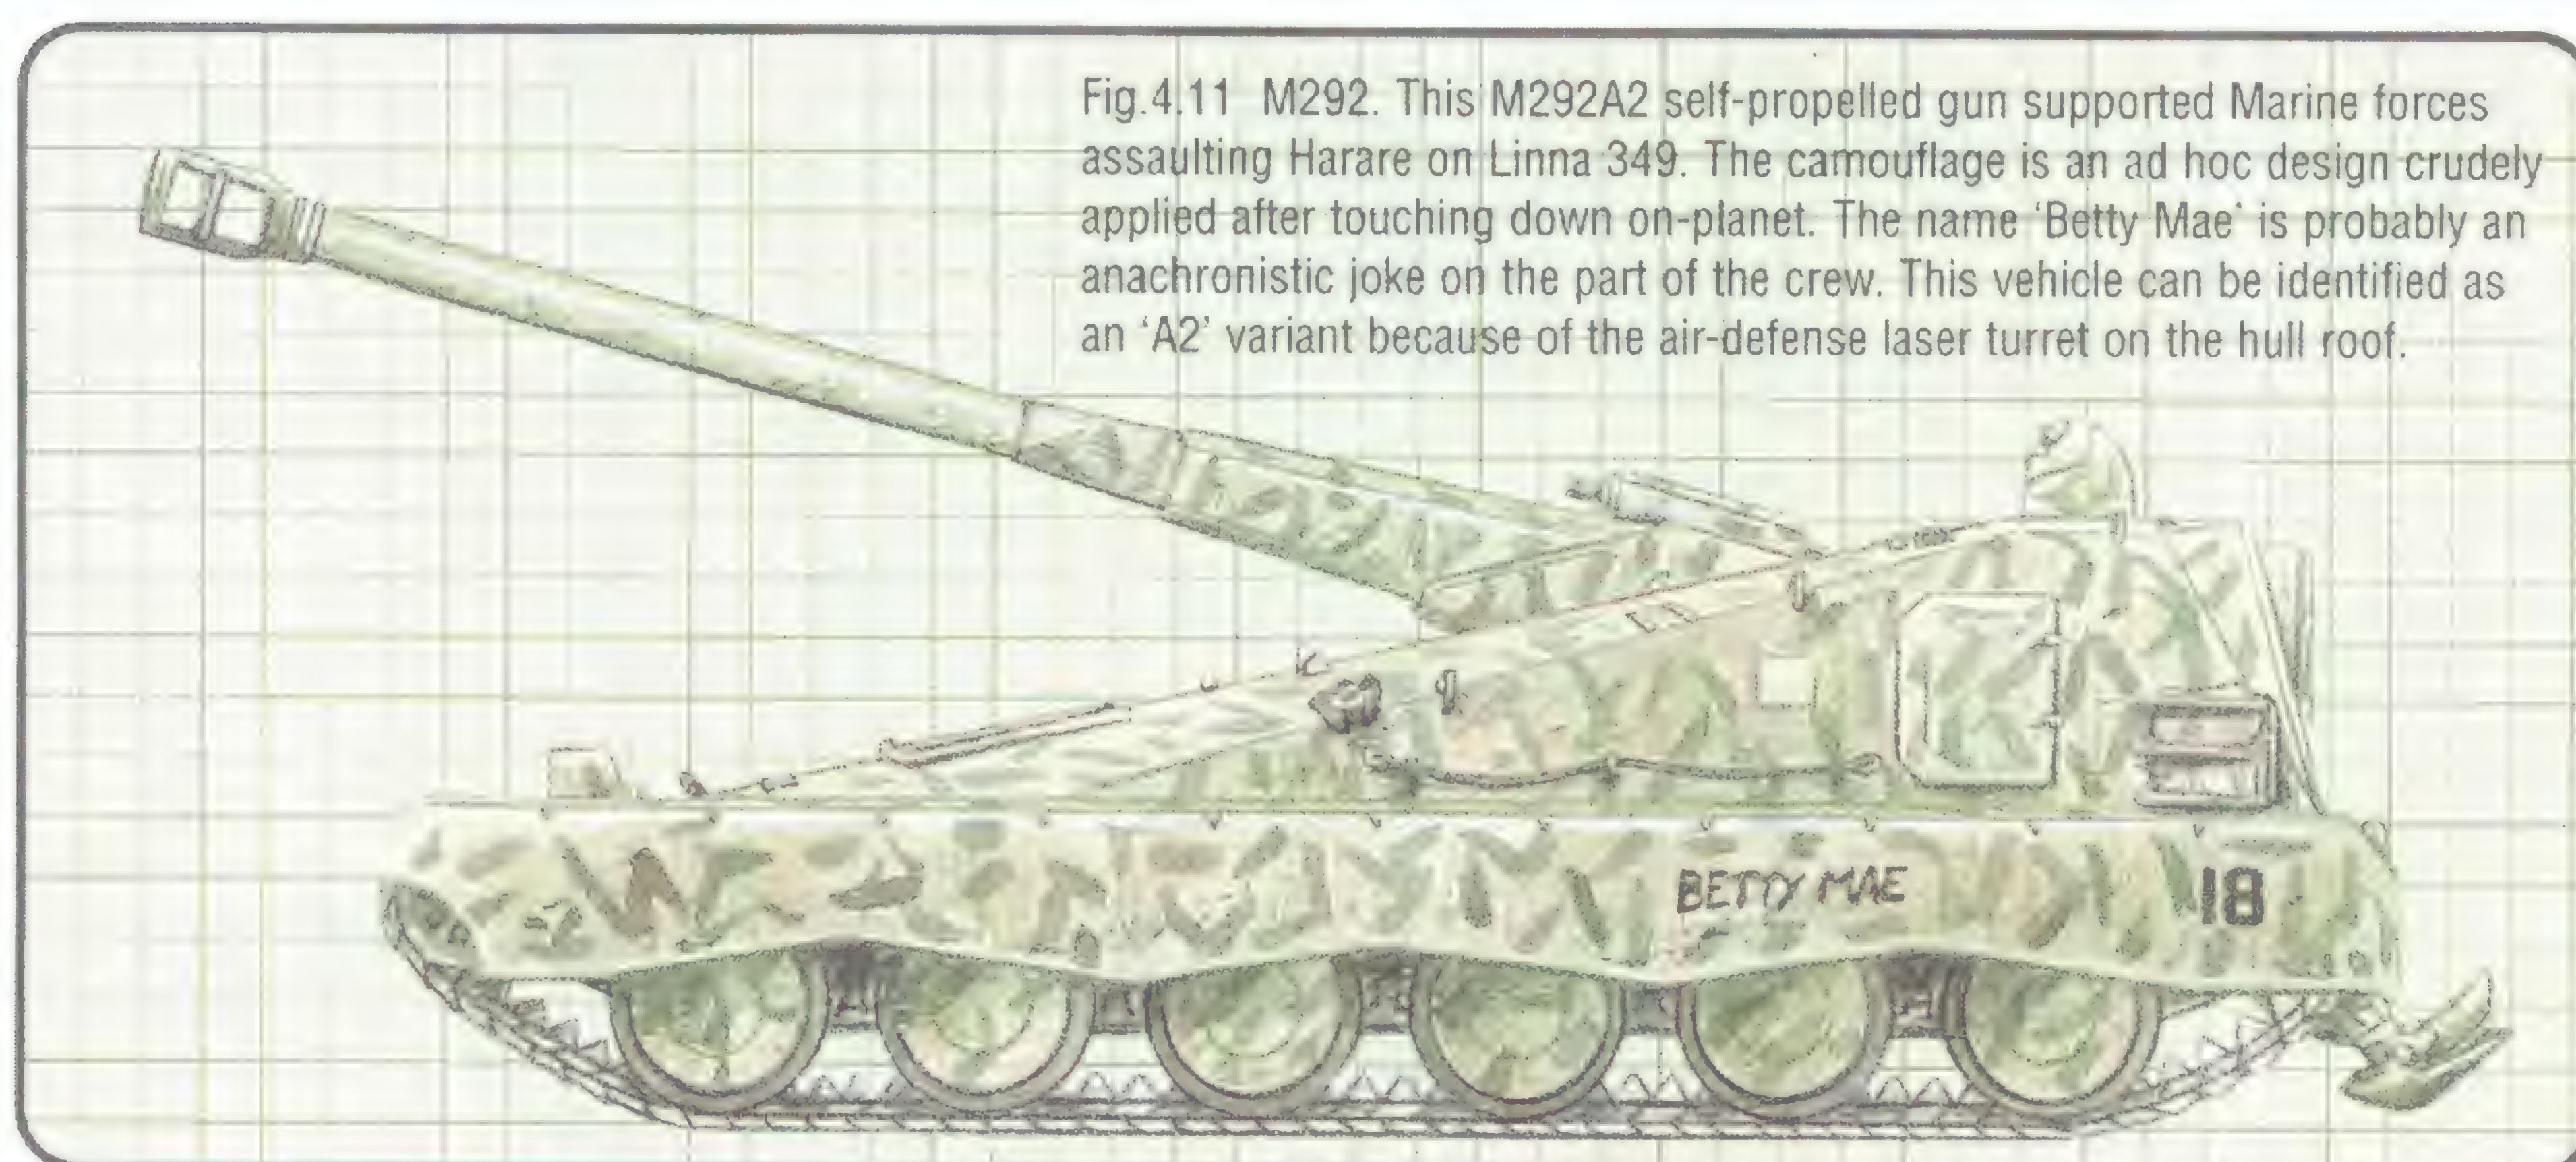 Fig.4.11 M292. This M292A2 self-propelled gun supported Marine forces
assaulting Harare on Linna 349. The camouflage is an ad hoc design crudely
applied after touching down on-planet. The name ‘Betty Mae’ is probably an
anachronistic joke on the part of the crew. This vehicle can be identified as
an ‘A2’ variant because of the air-defense laser turret on the hull roof.
BETTY MAE
18